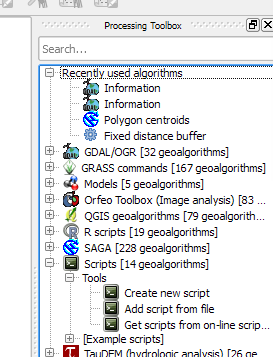 Processing Toolbox
Search...
Recently used algorithms
Information
Information
Polygon centroids
Fixed distance buffer
GDAL/OGR [32 geoalgorithms]
GRASS commands [167 geoalgorithms]
Models [5 geoalgorithms]
Orfeo Toolbox (Image analysis) [83 ...
QGIS geoalgorithms [79 geoalgorith...
R scripts [19 geoalgorithms]
SAGA [228 geoalgorithms]
Scripts [14 geoalgorithms]
Tools
Create new script
Add script from file
Get scripts from on-line scrip...
[Example scripts]
TauDEM (hydrologic analysis) [26 ge